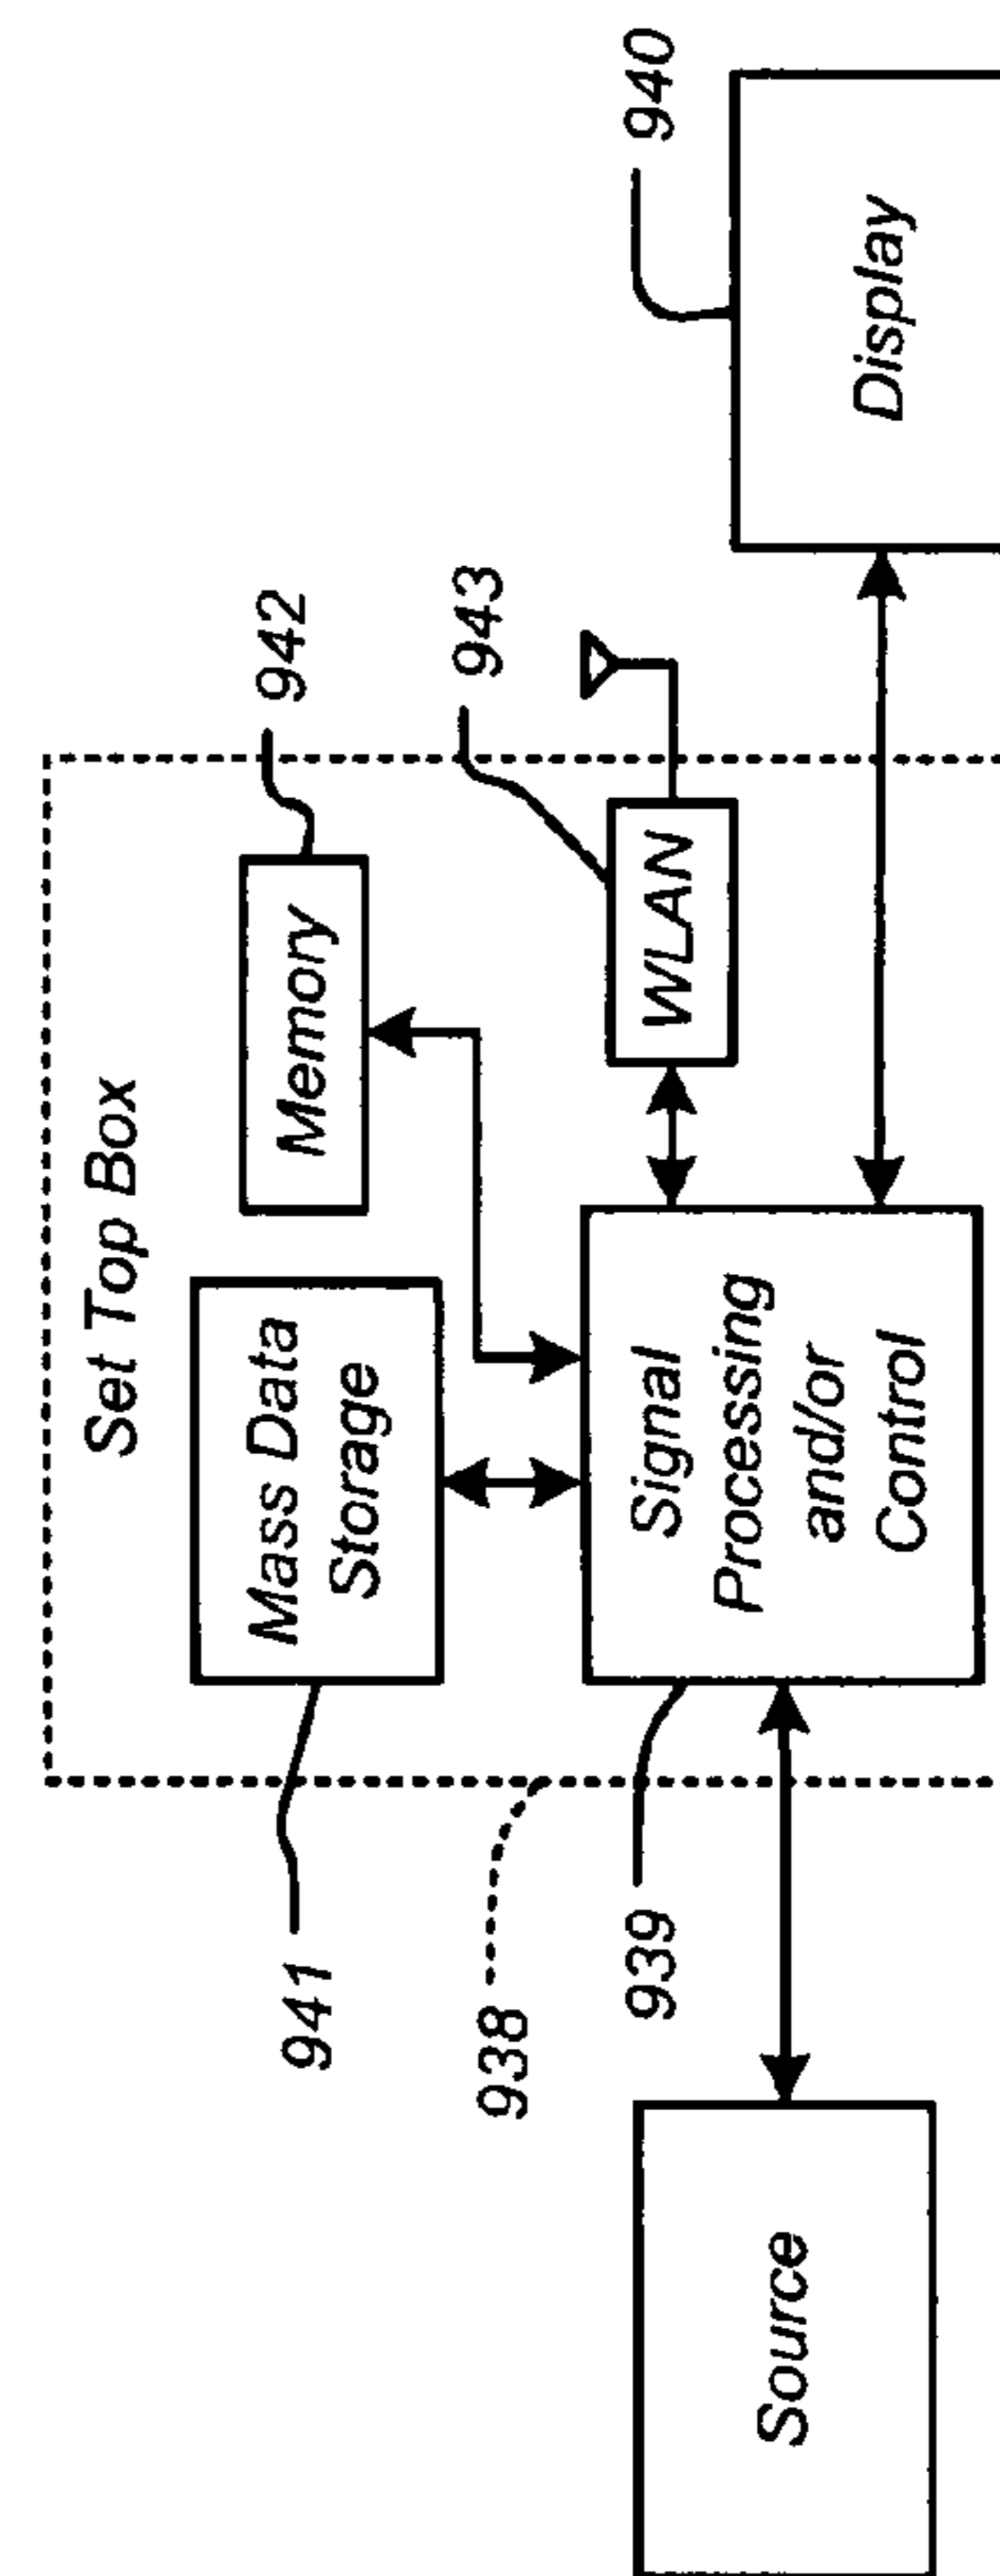 Set Top Box
942
943
940
941
938
939
Mass Data
Storage
Memory
WLAN
Signal
Processing
and/or
Control
Source
Display